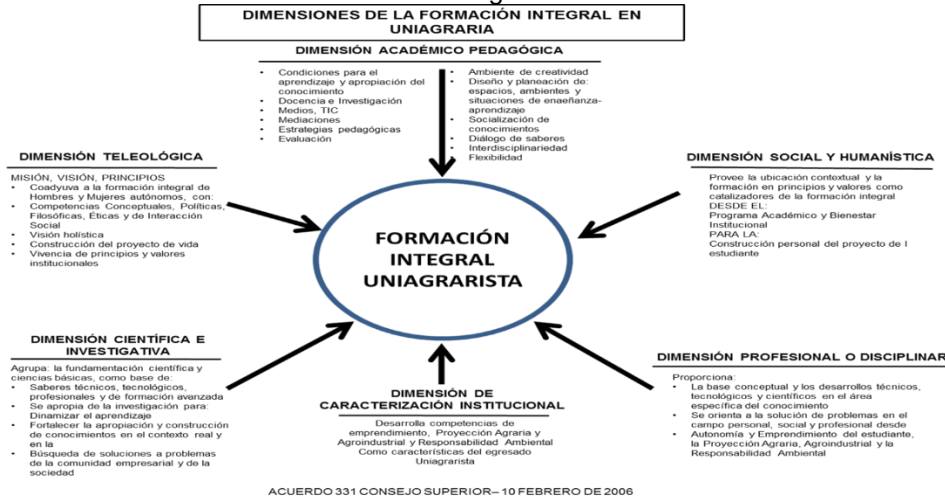 DIMENSIONES DE LA FORMACIÓN INTEGRAL EN
UNIAGRARIA
DIMENSIÓN ACADÉMICO PEDAGÓGICA
• Condiciones para el
aprendizaje y apropiación del
conocimiento
• Docencia e Investigación
• Medios, TIC
• Mediaciones
• Estrategias pedagógicas
• Evaluación
• Ambiente de creatividad
• Diseño y planeación de:
espacios, ambientes y
situaciones de enaeñanza-
aprendizaje
• Socialización de
conocimientos
• Diálogo de saberes
• Interdisciplinariedad
• Flexibilidad
DIMENSIÓN TELEOLÓGICA
MISIÓN, VISIÓN, PRINCIPIOS
• Coadyuva a la formación integral de
Hombres y Mujeres autónomos, con:
• Competencias Conceptuales, Políticas,
Filosóficas, Éticas y de Interacción
Social
• Visión holística
• Construcción del proyecto de vida
• Vivencia de principios y valores
institucionales
DIMENSIÓN SOCIAL Y HUMANÍSTICA
Provee la ubicación contextual y la
formación en principios y valores como
catalizadores de la formación integral
DESDE EL:
Programa Académico y Bienestar
Institucional
PARA LA:
Construcción personal del proyecto de l
estudiante
FORMACIÓN
INTEGRAL
UNIAGRARISTA
DIMENSIÓN CIENTÍFICA E
INVESTIGATIVA
Agrupa: la fundamentación científica y
ciencias básicas, como base de:
• Saberes técnicos, tecnológicos,
profesionales y de formación avanzada
• Se apropia de la investigación para:
Dinamizar el aprendizaje
• Fortalecer la apropiación y construcción
de conocimientos en el contexto real y
en la
• Búsqueda de soluciones a problemas
de la comunidad empresarial y de la
sociedad
DIMENSIÓN DE
CARACTERIZACIÓN INSTITUCIONAL
Desarrolla competencias de
emprendimiento, Proyección Agraria y
Agroindustrial y Responsabilidad Ambiental
Como características del egresado
Uniagrarista
DIMENSIÓN PROFESIONAL O DISCIPLINAR
Proporciona:
• La base conceptual y los desarrollos técnicos,
tecnológicos y científicos en el área
específica del conocimiento
• Se orienta a la solución de problemas en el
campo personal, social y profesional desde
• Autonomía y Emprendimiento del estudiante,
la Proyección Agraria, Agroindustrial y la
Responsabilidad Ambiental
ACUERDO 331 CONSEJO SUPERIOR– 10 FEBRERO DE 2006